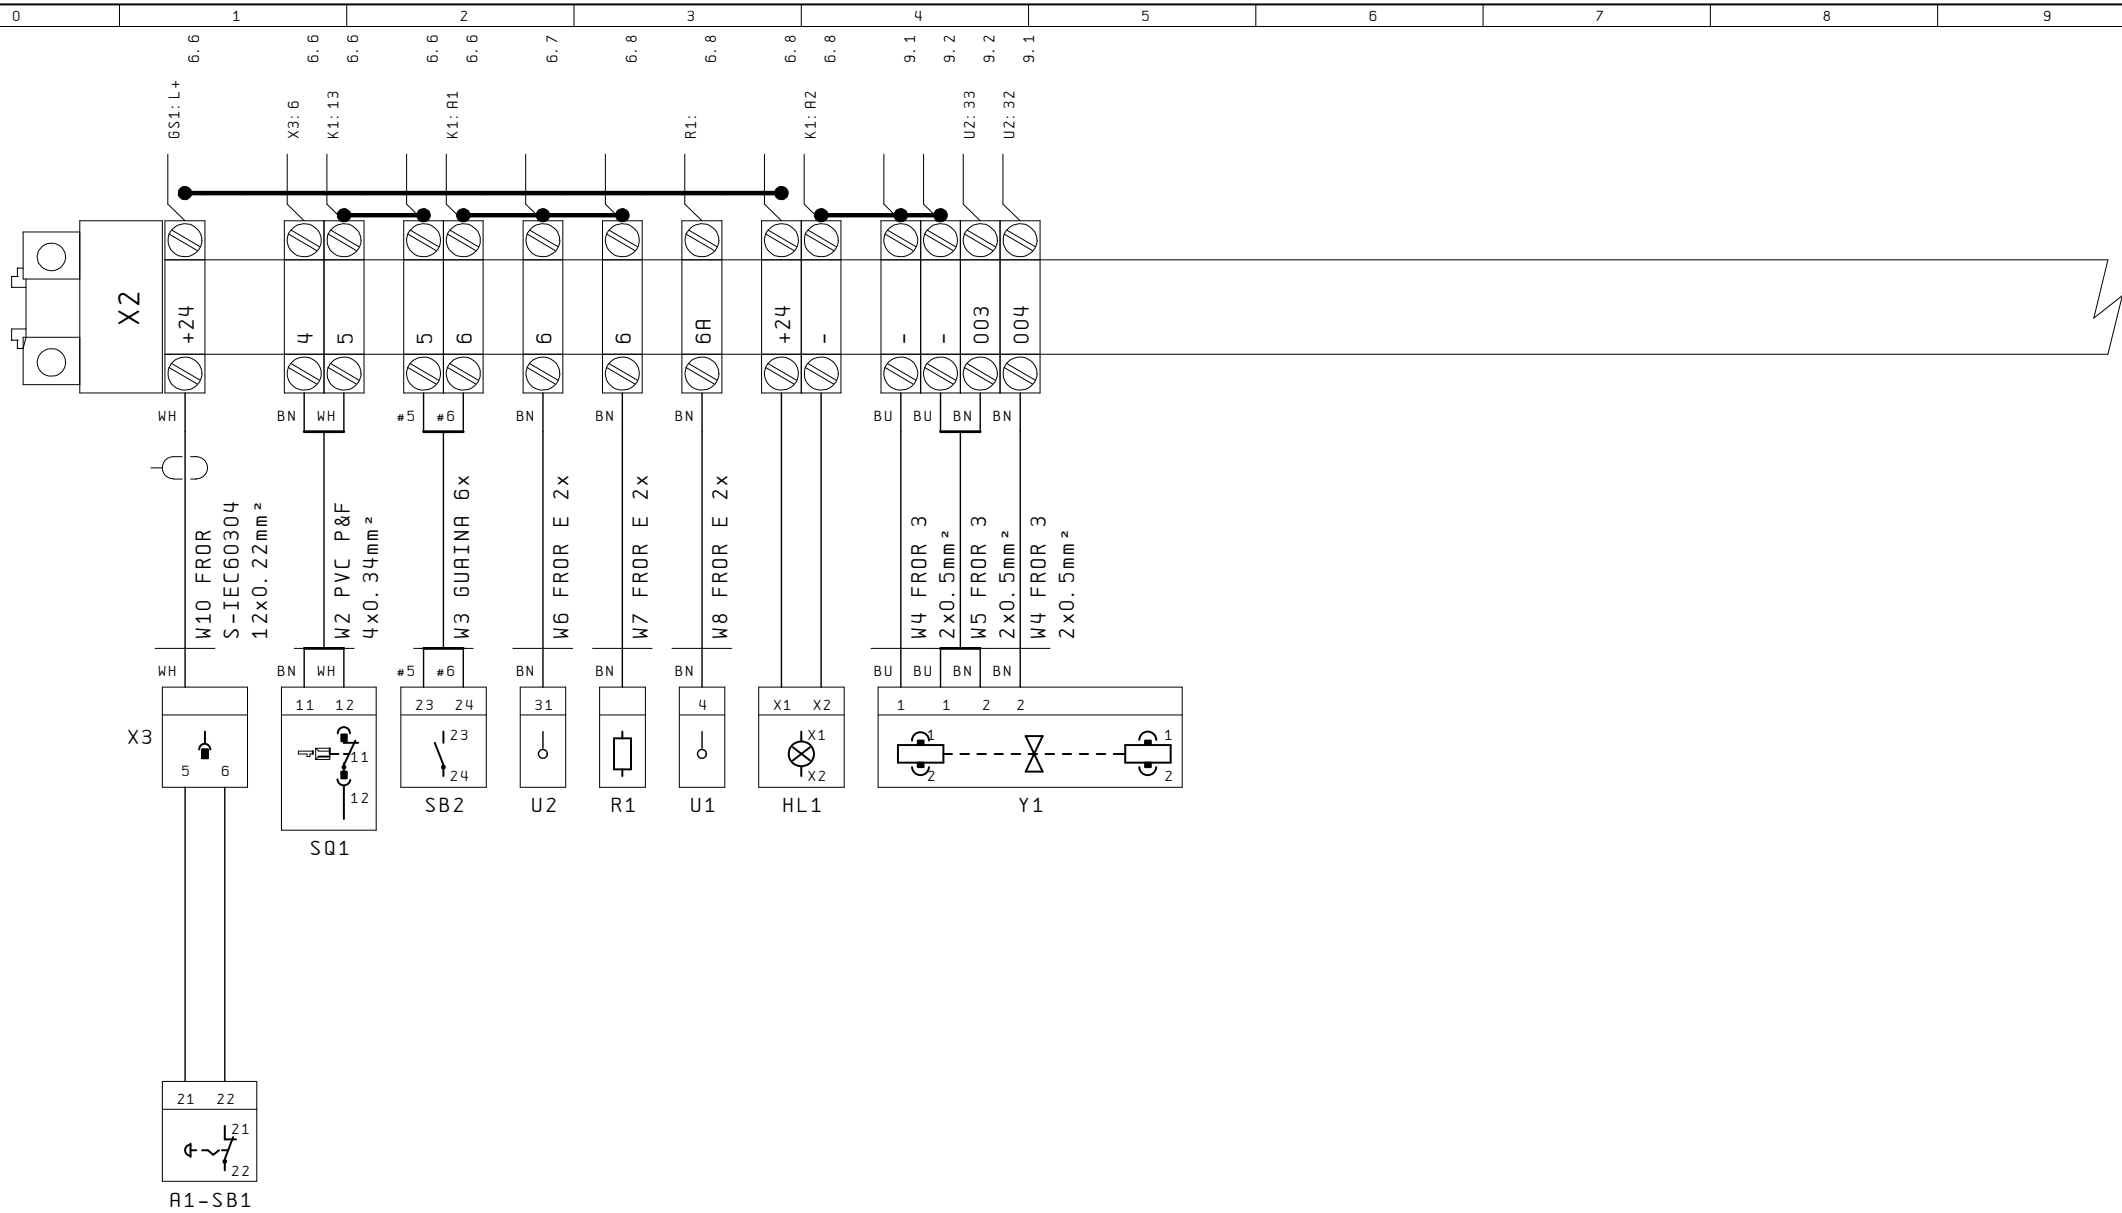 0 1 2 3 4 5 6 7 8 9
6.6 6.6 6.6 6.6 6.6 6.7 6.8 6.8 6.8 6.8 9.1 9.2 9.2 9.1
GS1:L+ X3:6 K1:13 K1:A1 R1: K1:A2 U2:33 U2:32
X2 +24 4 5 5 6 6 6 6A +24 - - - 003 004
WH BN WH #5 #6 BN BN BN BU BU BN BN
W10 FROR
S-IEC60304
12x0.22mm²
W2 PVC P&F
4x0.34mm²
W3 GUAINA 6x
W6 FROR E 2x
W7 FROR E 2x
W8 FROR E 2x
W4 FROR 3
2x0.5mm²
W5 FROR 3
2x0.5mm²
W4 FROR 3
2x0.5mm²
WH BN WH #5 #6 BN BN BN BU BU BN BN
11 12 23 24 31 4 X1 X2 1 1 2 2
X3
5 6
11
12
SQ1
23
24
SB2
U2
R1
U1
X1
X2
HL1
1 1
2 2
Y1
21 22
21
22
A1-SB1